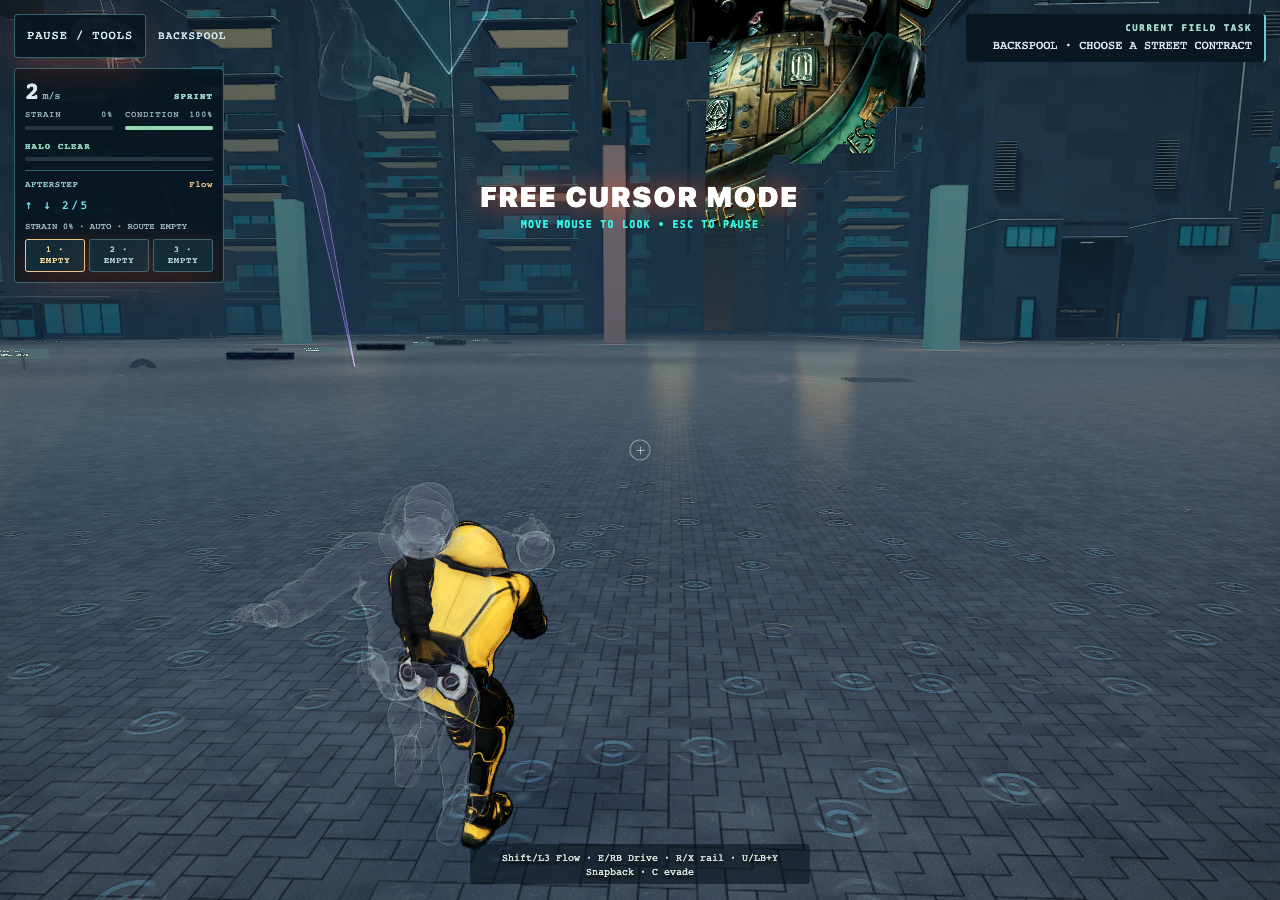 PAUSE / TOOLS
BACKSPOOL
CURRENT FIELD TASK
BACKSPOOL · CHOOSE A STREET CONTRACT
2 m/s
SPRINT
STRAIN 0%
CONDITION 100%
HALO CLEAR
AFTERSTEP
Flow
↑ ↓ 2/5
STRAIN 0% · AUTO · ROUTE EMPTY
1 · EMPTY
2 · EMPTY
3 · EMPTY
FREE CURSOR MODE
MOVE MOUSE TO LOOK • ESC TO PAUSE
Shift/L3 Flow · E/RB Drive · R/X rail · U/LB+Y
Snapback · C evade